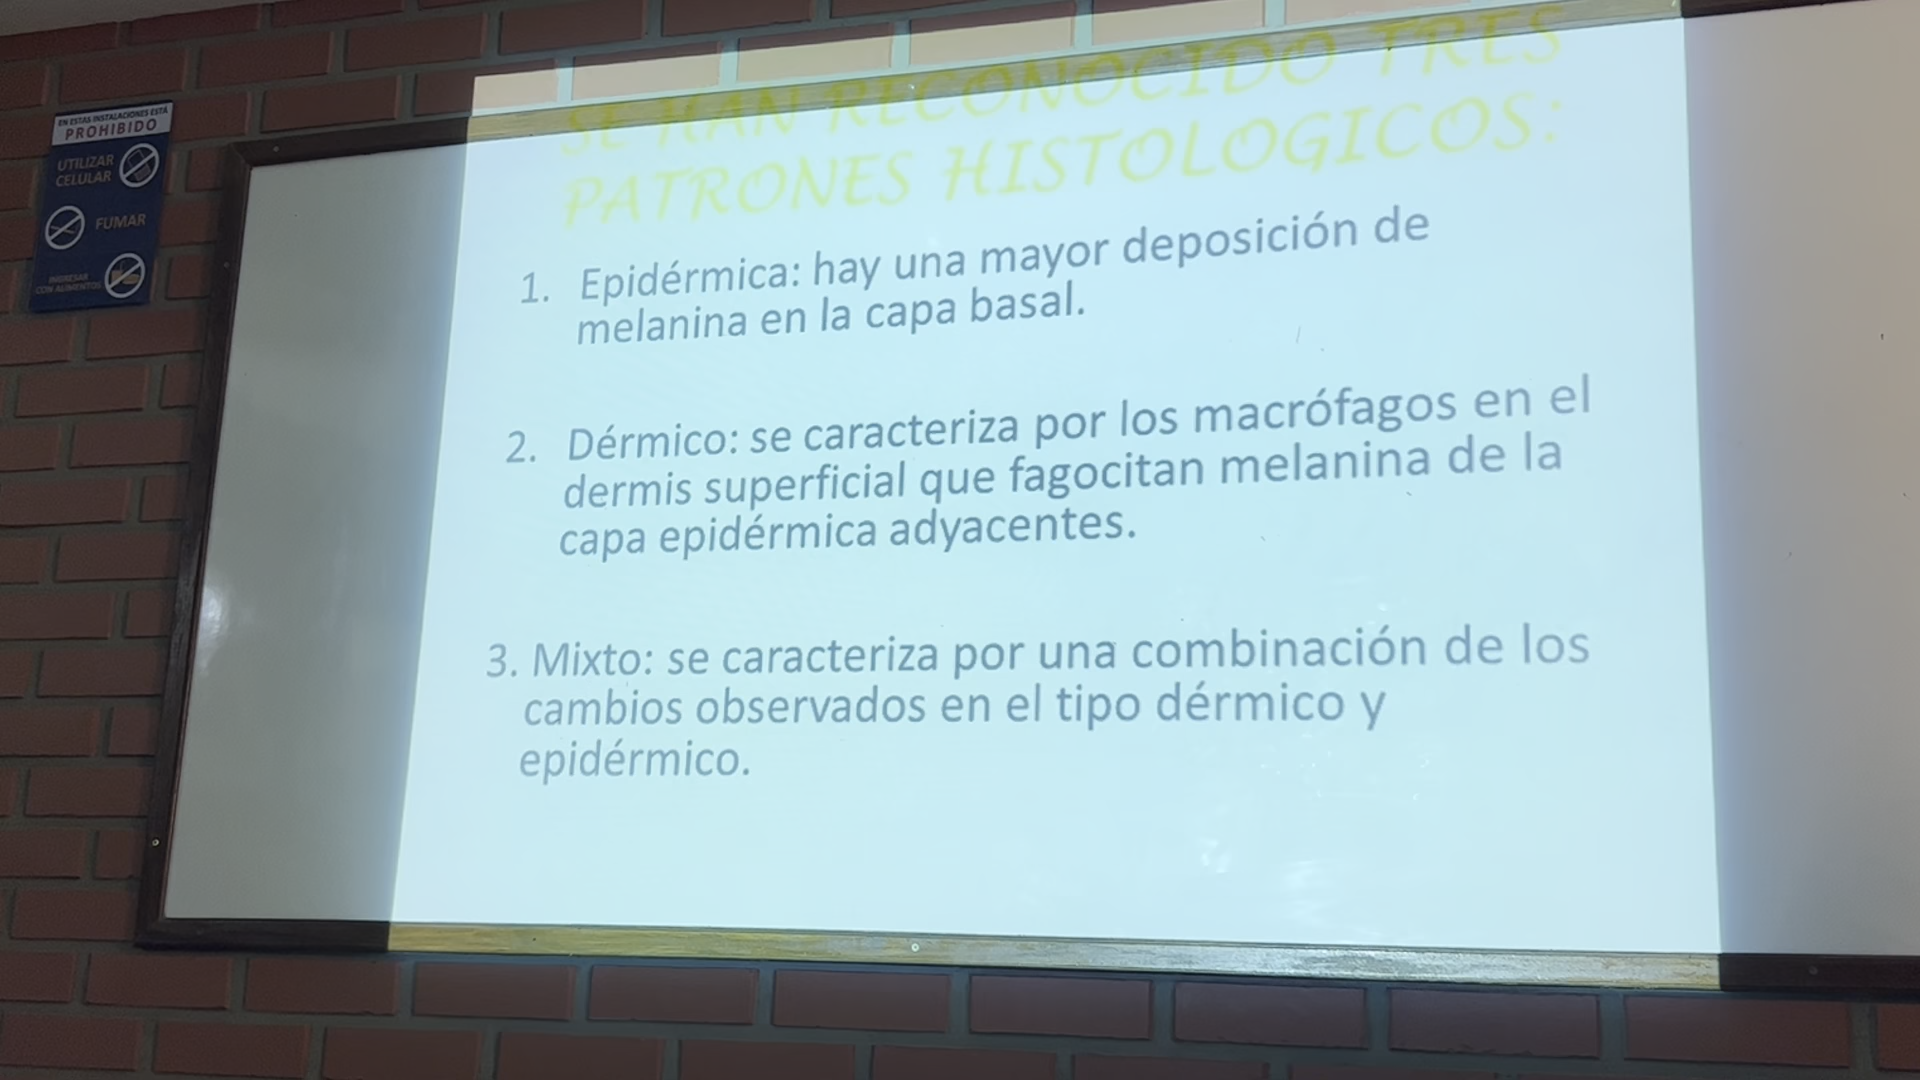 SE HAN RECONOCIDO TRES
PATRONES HISTOLOGICOS:
1. Epidérmica: hay una mayor deposición de
melanina en la capa basal.
2. Dérmico: se caracteriza por los macrófagos en el
dermis superficial que fagocitan melanina de la
capa epidérmica adyacentes.
3. Mixto: se caracteriza por una combinación de los
cambios observados en el tipo dérmico y
epidérmico.
EN ESTAS INSTALACIONES ESTÁ
PROHIBIDO
UTILIZAR
CELULAR
FUMAR
INGRESAR
CON ALIMENTOS